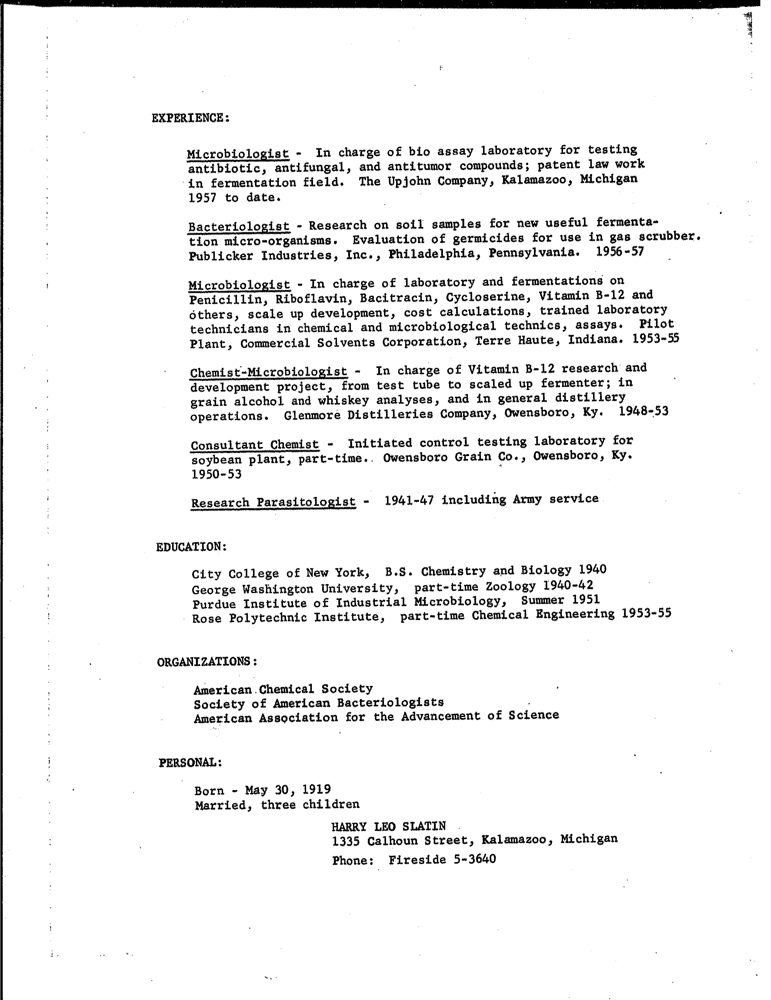 EXPERIENCE:
Microbiologist - In charge of bio assay laboratory for testing
antibiotic, antifungal, and antitumor compounds; patent law work
in fermentation field. The Upjohn Company, Kalamazoo, Michigan
1957 to date.
Bacteriologist - Research on soil samples for new useful fermenta-
tion micro-organisms. Evaluation of germicides for use in gas scrubber.
Publicker Industries, Inc., Philadelphia, Pennsylvania. 1956-57
Microbiologist - In charge of laboratory and fermentations on
Penicillin, Riboflavin, Bacitracin, Cycloserine, Vitamin B-12 and
others, scale up development, cost calculations, trained laboratory
technicians in chemical and microbiological technics, assays. Pilot
Plant, Commercial Solvents Corporation, Terre Haute, Indiana. 1953-55
Chemist-Microbiologist - In charge of Vitamin B-12 research and
development project, from test tube to scaled up fermenter; in
grain alcohol and whiskey analyses, and in general distillery
operations. Glenmore Distilleries Company, Owensboro, Ky. 1948-53
Consultant Chemist - Initiated control testing laboratory for
soybean plant, part-time. Owensboro Grain Co., Owensboro, Ky.
1950-53
Research Parasitologist - 1941-47 including Army service
EDUCATION:
City College of New York, B.S. Chemistry and Biology 1940
George Washington University, part-time Zoology 1940-42
Purdue Institute of Industrial Microbiology, Summer 1951
Rose Polytechnic Institute, part-time Chemical Engineering 1953-55
ORGANIZATIONS:
American Chemical Society
Society of American Bacteriologists
American Association for the Advancement of Science
PERSONAL:
Born - May 30, 1919
Married, three children
HARRY LEO SLATIN
1335 Calhoun Street, Kalamazoo, Michigan
Phone: Fireside 5-3640